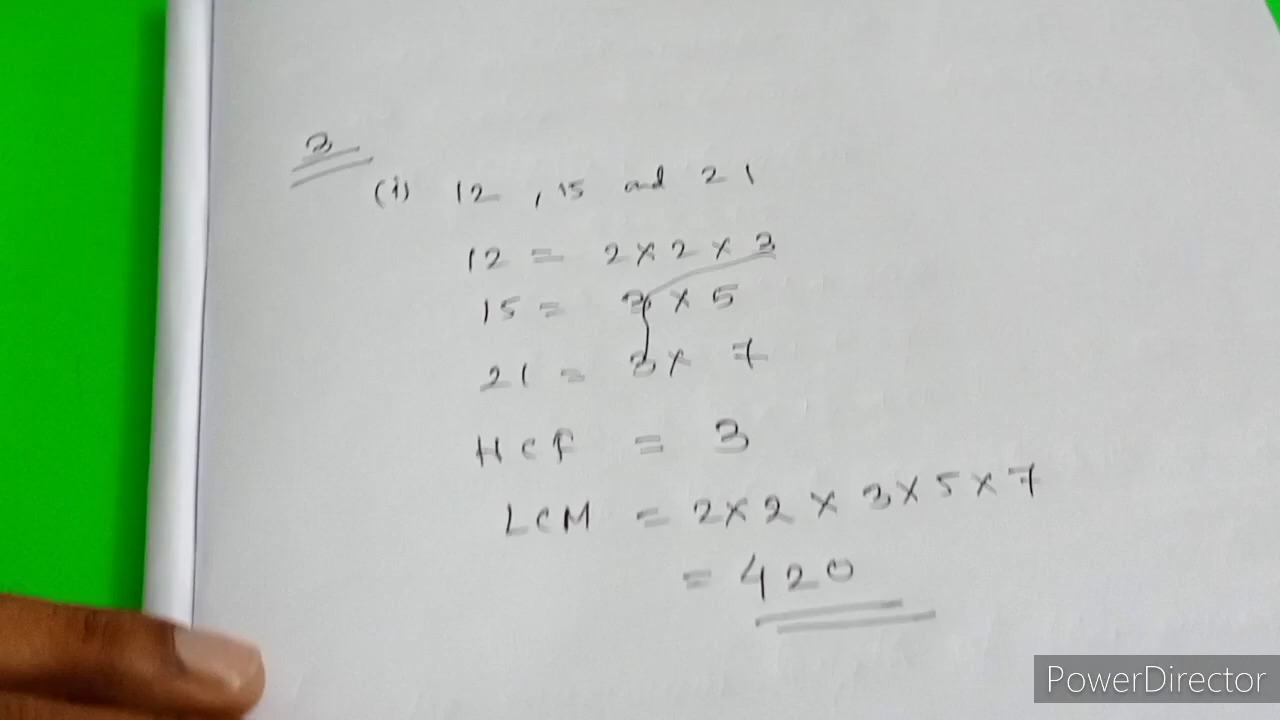 3
(i) 12 , 15 and 21
12 = 2 × 2 × 3
15 = 3 × 5
21 = 3 × 7
HCF = 3
LCM = 2 × 2 × 3 × 5 × 7
= 420
PowerDirector